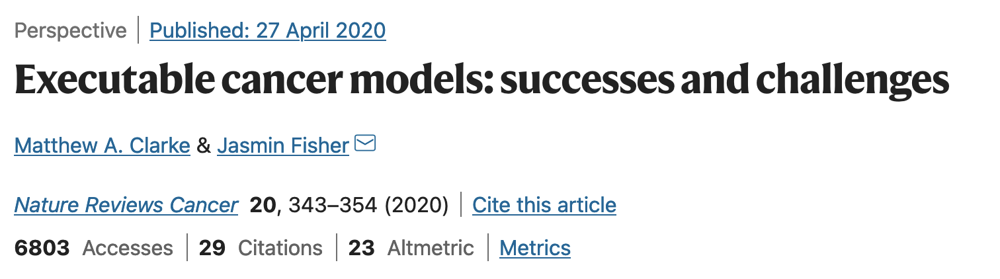 Perspective | Published: 27 April 2020
Executable cancer models: successes and challenges
Matthew A. Clarke & Jasmin Fisher
Nature Reviews Cancer 20, 343–354 (2020) | Cite this article
6803 Accesses | 29 Citations | 23 Altmetric | Metrics